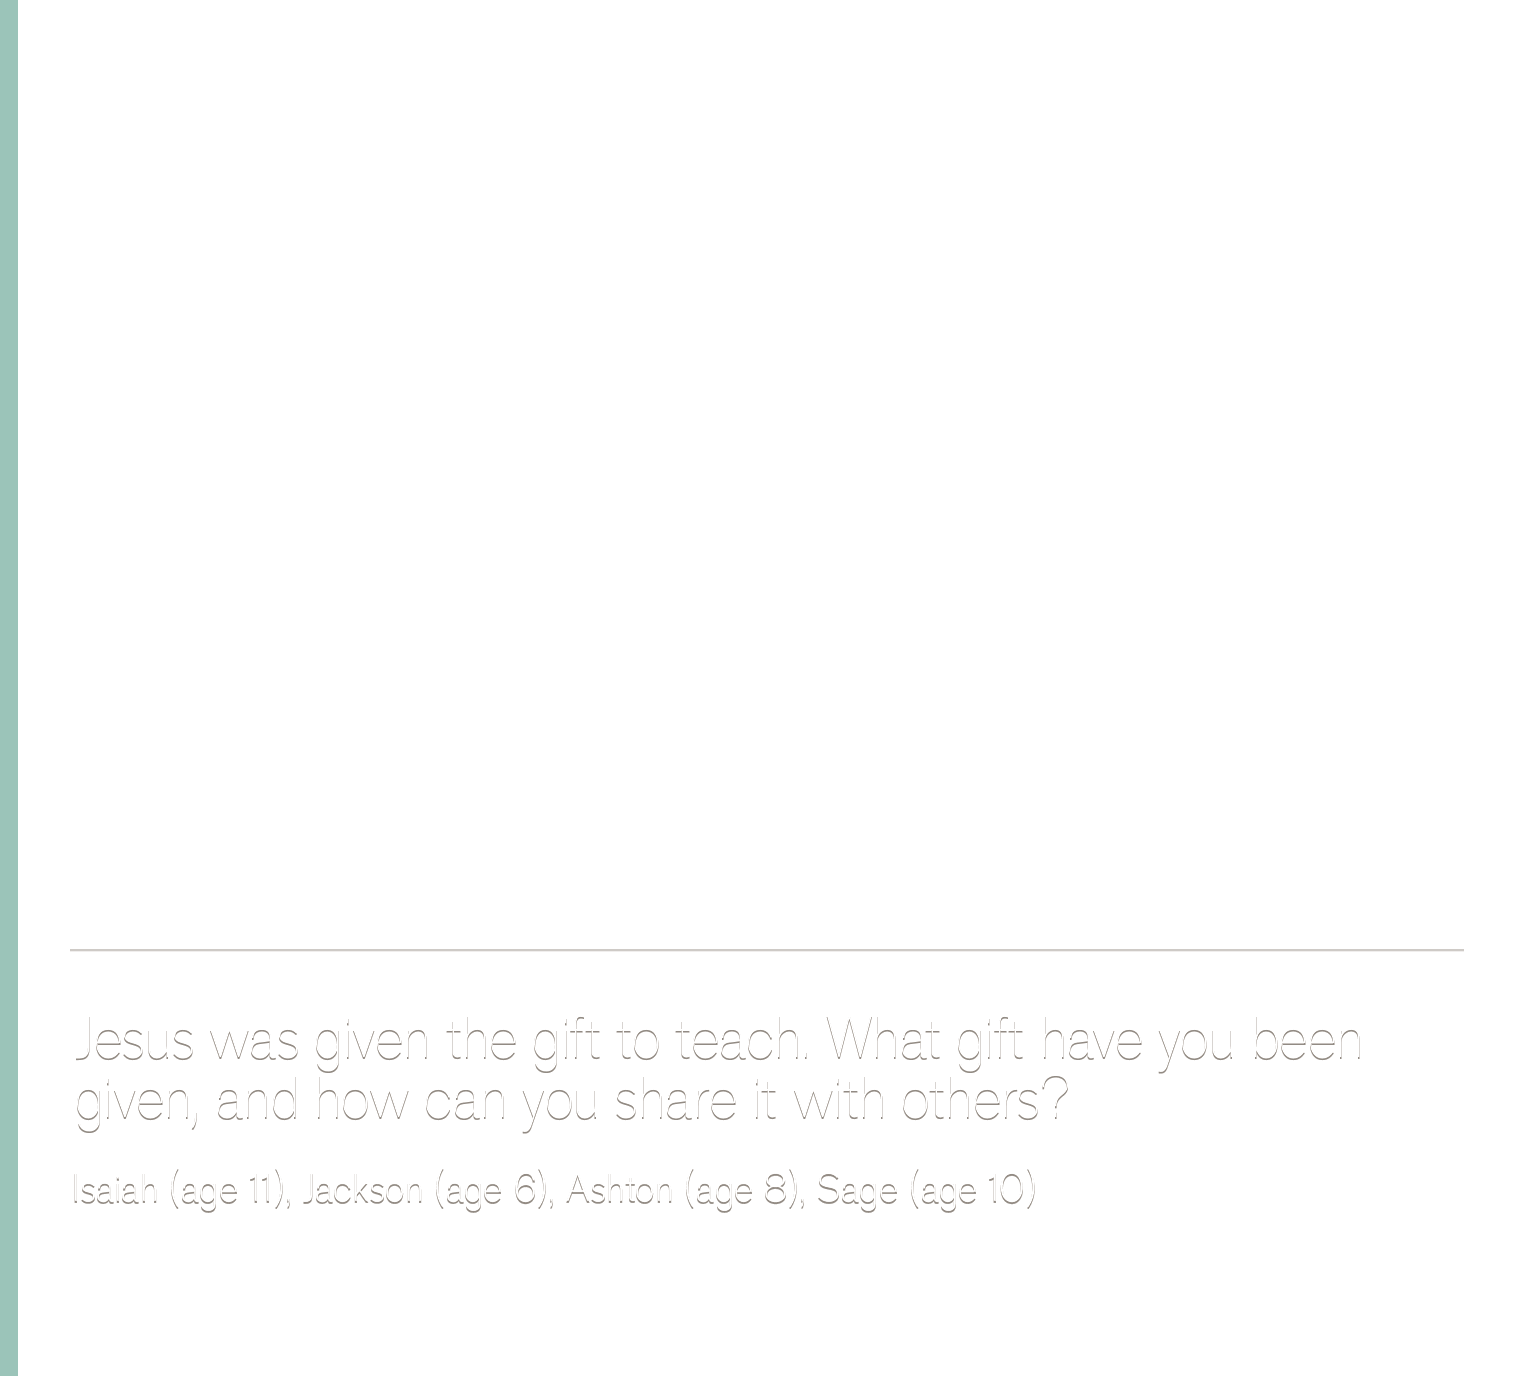 Jesus was given the gift to teach. What gift have you been
given, and how can you share it with others?
Isaiah (age 11), Jackson (age 6), Ashton (age 8), Sage (age 10)